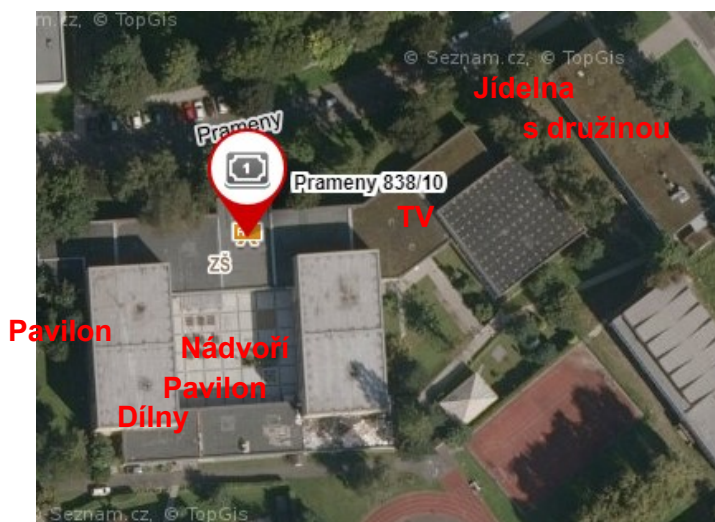 m.cz, © TopGis
© Seznam.cz, © TopGis
Jídelna
s družinou
Prameny
1
Prameny 838/10
TV
ZŠ
Pavilon
Nádvoří
Pavilon
Dílny
Seznam.cz, © TopGis